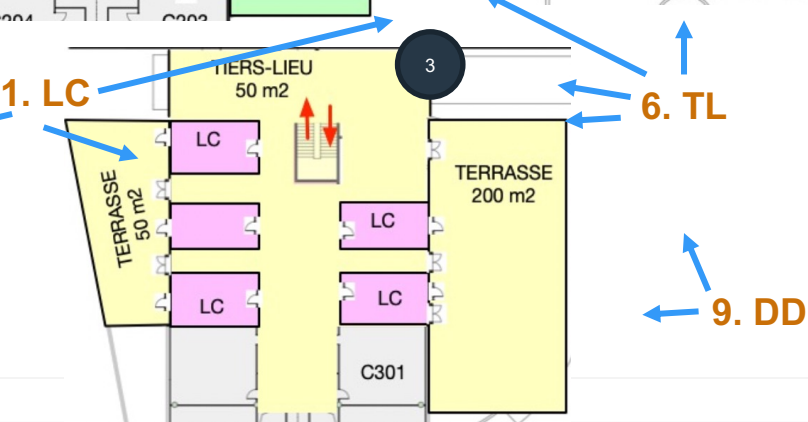 C204
C203
TIERS-LIEU
50 m2
3
1. LC
6. TL
LC
TERRASSE
50 m2
TERRASSE
200 m2
LC
LC
LC
9. DD
C301